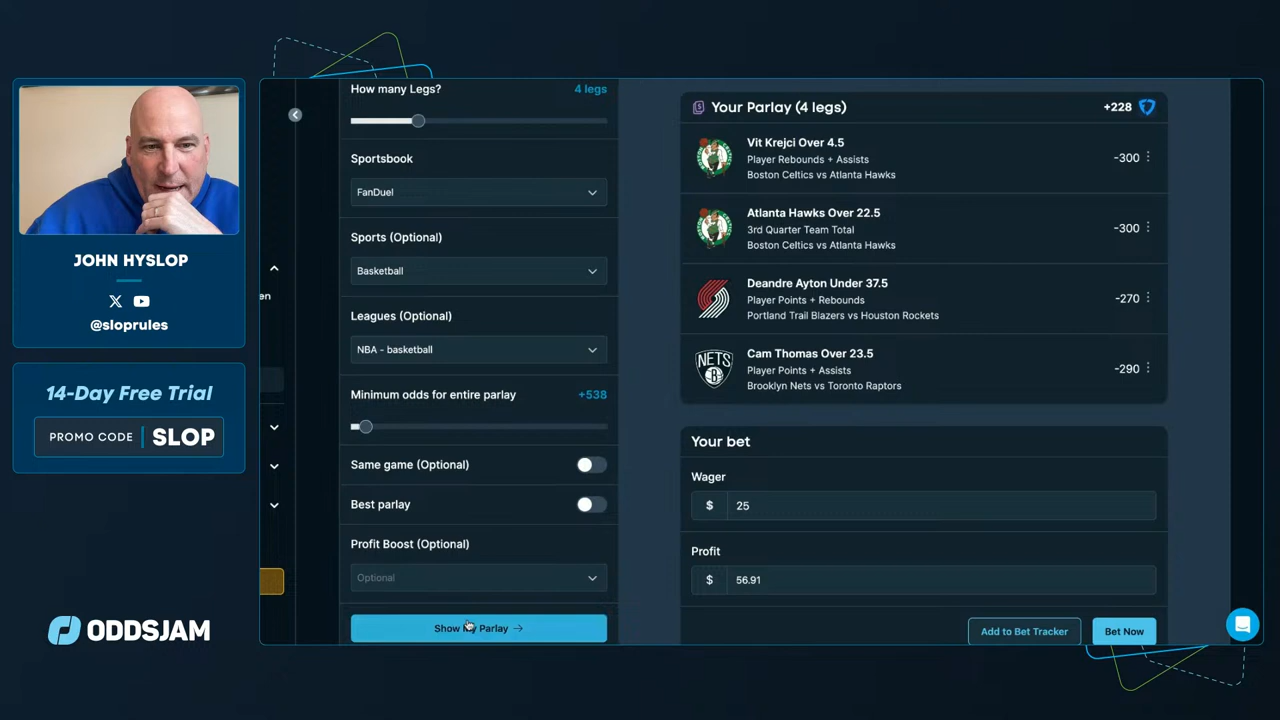 JOHN HYSLOP
@sloprules
14-Day Free Trial
PROMO CODE SLOP
ODDSJAM
en
How many Legs? 4 legs
Sportsbook
FanDuel
Sports (Optional)
Basketball
Leagues (Optional)
NBA - basketball
Minimum odds for entire parlay +538
Same game (Optional)
Best parlay
Profit Boost (Optional)
Optional
Show My Parlay →
Your Parlay (4 legs) +228
Vit Krejci Over 4.5
Player Rebounds + Assists -300
Boston Celtics vs Atlanta Hawks
Atlanta Hawks Over 22.5
3rd Quarter Team Total -300
Boston Celtics vs Atlanta Hawks
Deandre Ayton Under 37.5
Player Points + Rebounds -270
Portland Trail Blazers vs Houston Rockets
NETS
Cam Thomas Over 23.5
Player Points + Assists -290
Brooklyn Nets vs Toronto Raptors
Your bet
Wager
$ 25
Profit
$ 56.91
Add to Bet Tracker Bet Now